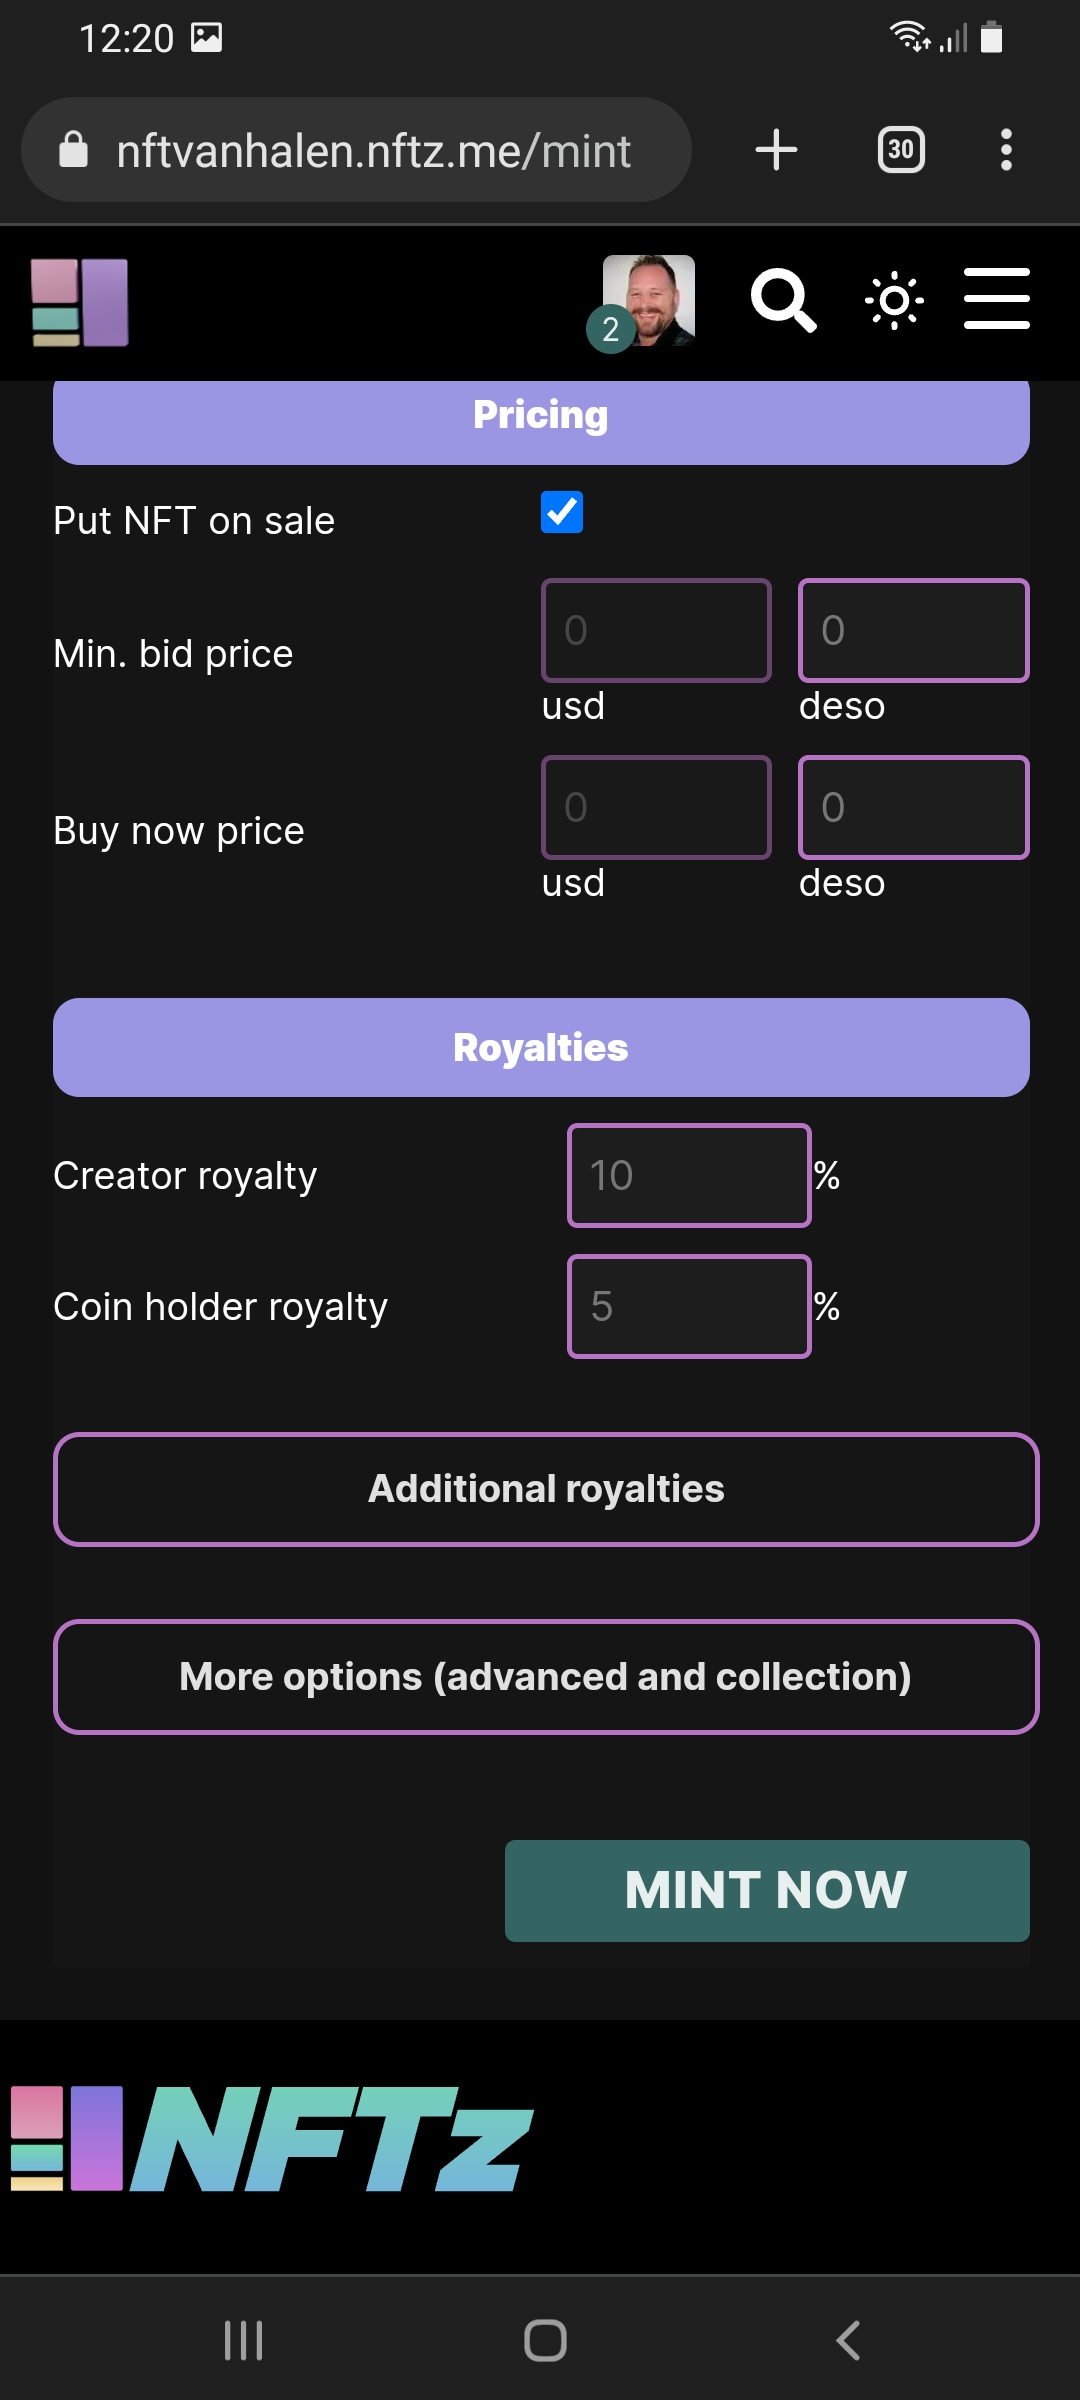 12:20
nftvanhalen.nftz.me/mint
30
2
Pricing
Put NFT on sale
Min. bid price
0
0
usd
deso
Buy now price
0
0
usd
deso
Royalties
Creator royalty
10
%
Coin holder royalty
5
%
Additional royalties
More options (advanced and collection)
MINT NOW
NFTz